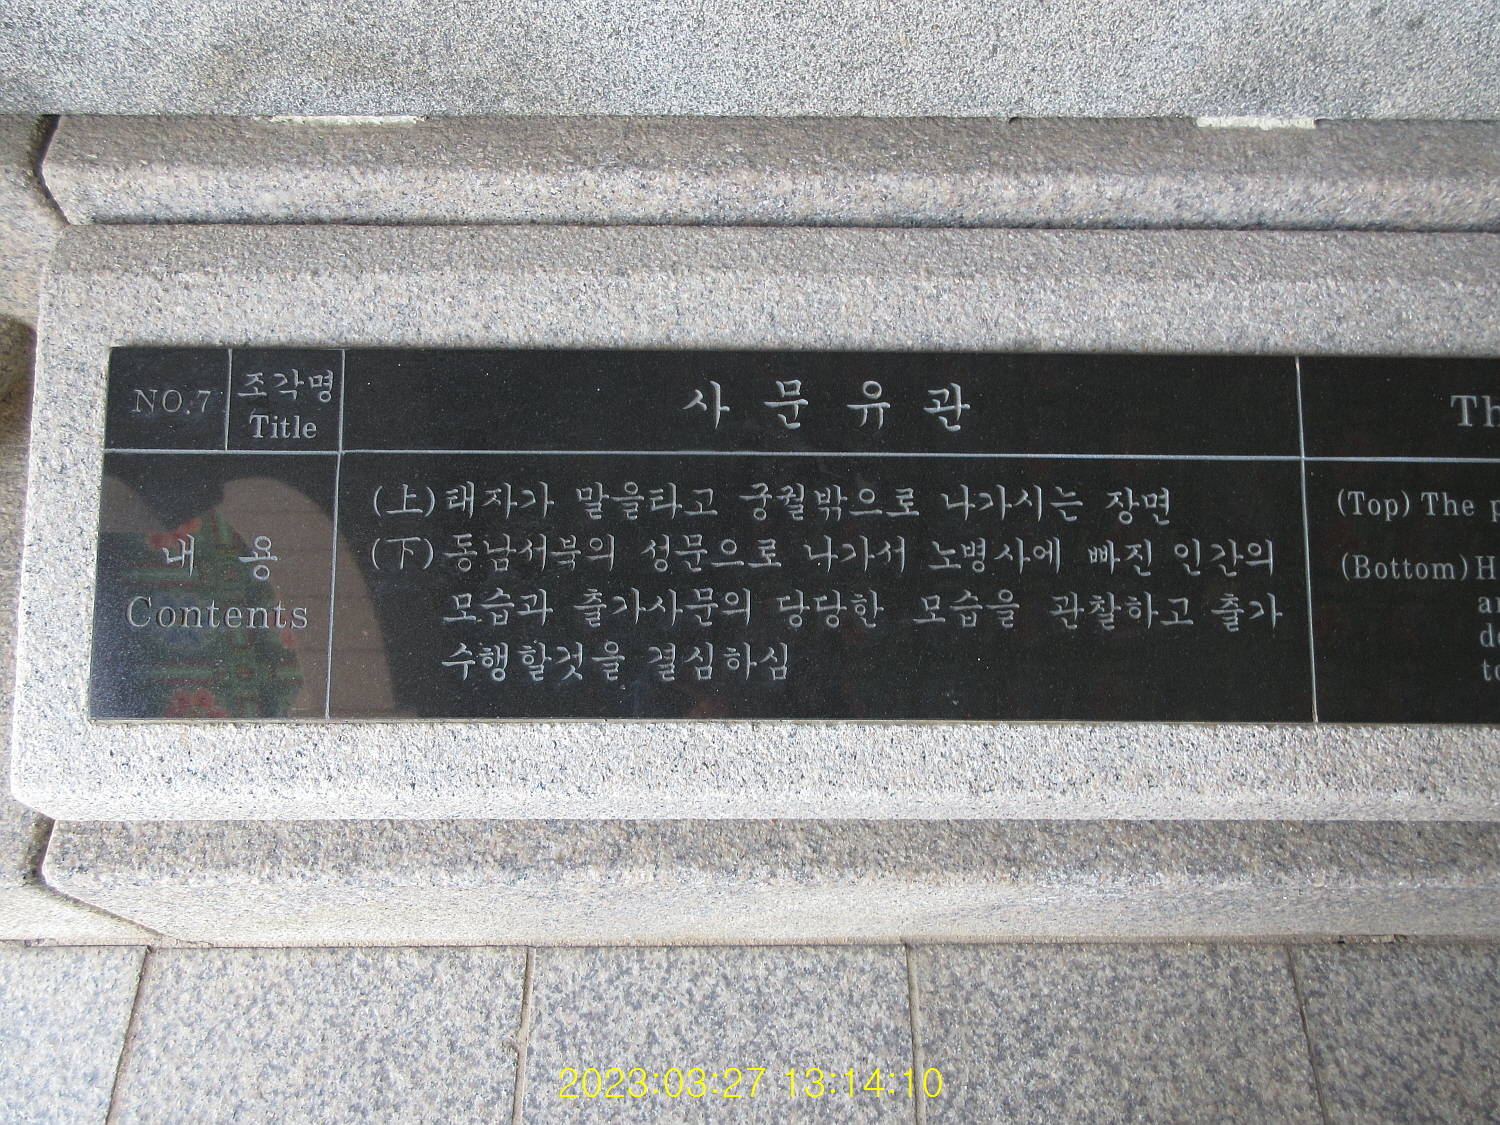 NO.7
조각명
Title
사 문 유 관
Th
내 용
Contents
(上) 태자가 말을타고 궁궐밖으로 나가시는 장면
(下) 동남서북의 성문으로 나가서 노병사에 빠진 인간의
모습과 출가사문의 당당한 모습을 관찰하고 출가
수행할것을 결심하심
(Top) The p
(Bottom) H
an
de
to
2023:03:27 13:14:10